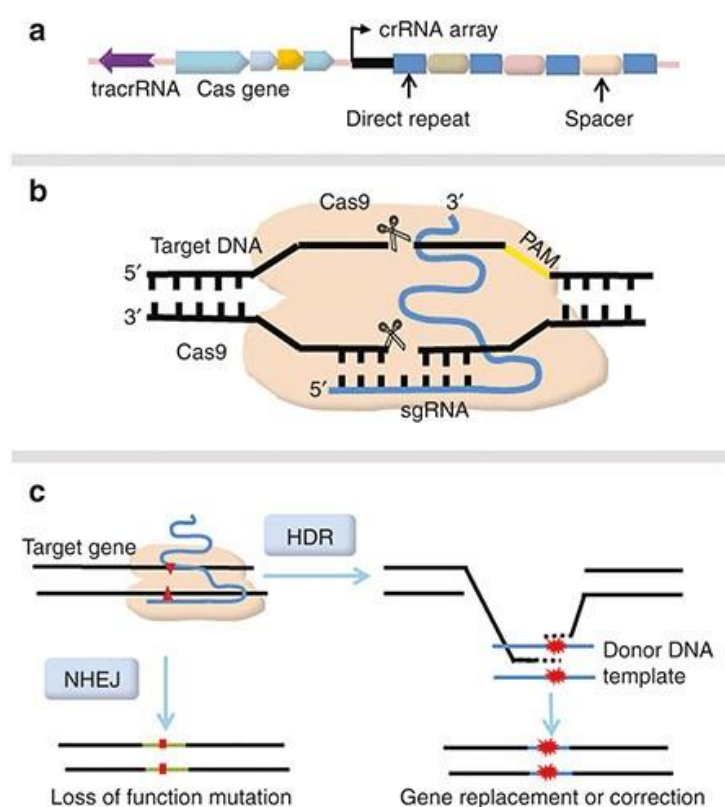 a
crRNA array
tracrRNA
Cas gene
Direct repeat
Spacer
b
Cas9
3′
Target DNA
PAM
5′
3′
Cas9
5′
sgRNA
c
Target gene
HDR
Donor DNA
template
NHEJ
Loss of function mutation
Gene replacement or correction